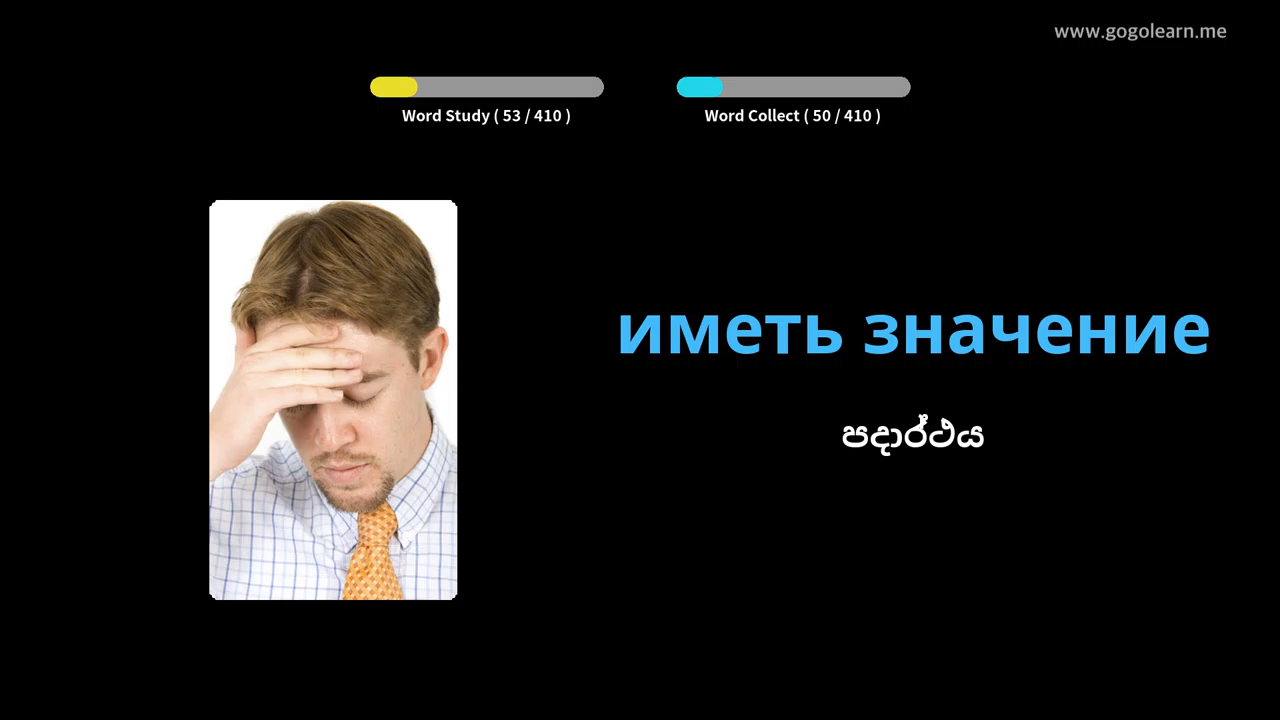 www.gogolearn.me
Word Study ( 53 / 410 )
Word Collect ( 50 / 410 )
иметь значение
පදාර්ථය